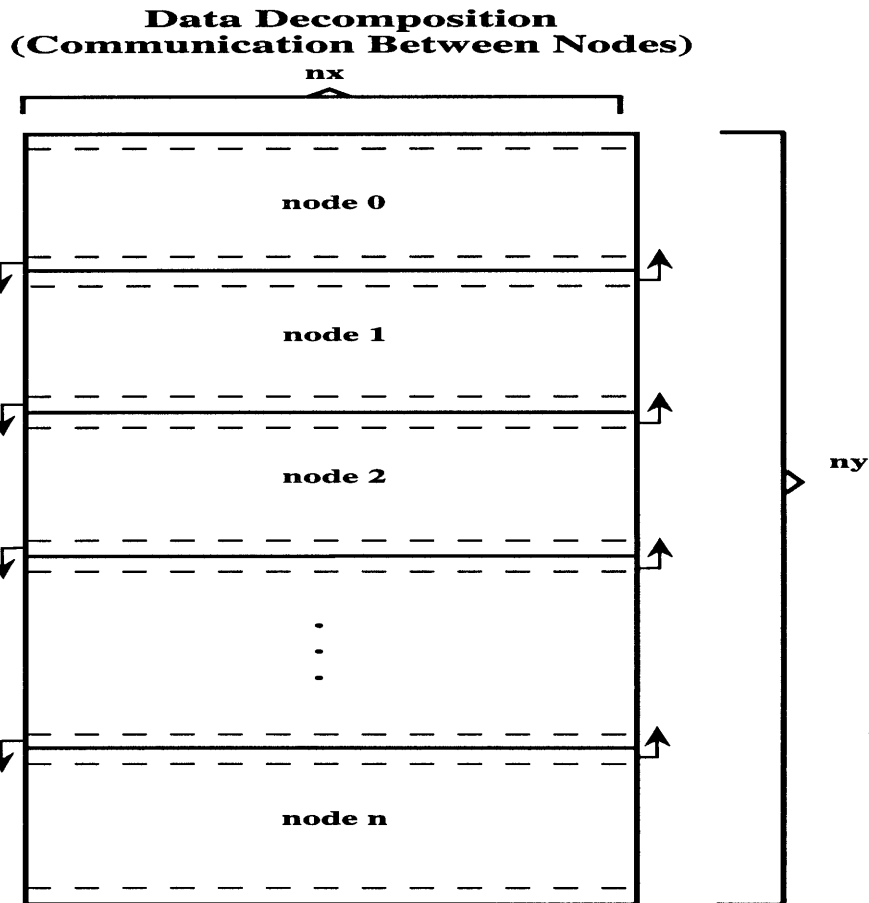 Data Decomposition
(Communication Between Nodes)
nx
node 0
node 1
node 2
ny
node n